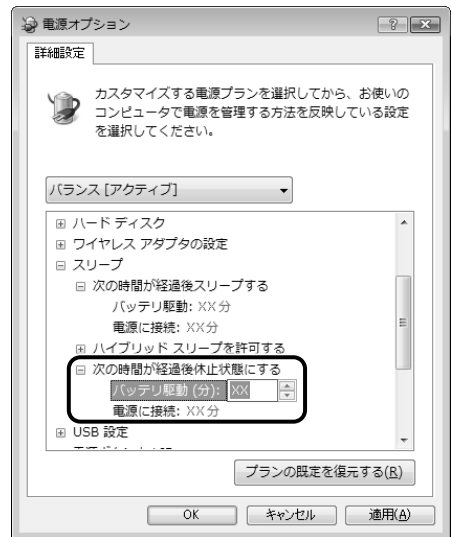 電源オプション
詳細設定
カスタマイズする電源プランを選択してから、お使いの
コンピュータで電源を管理する方法を反映している設定
を選択してください。
バランス [アクティブ]
ハード ディスク
ワイヤレス アダプタの設定
スリープ
次の時間が経過後スリープする
バッテリ駆動: XX分
電源に接続: XX分
ハイブリッド スリープを許可する
次の時間が経過後休止状態にする
バッテリ駆動 (分): XX
電源に接続: XX分
USB 設定
プランの既定を復元する(R)
OK キャンセル 適用(A)